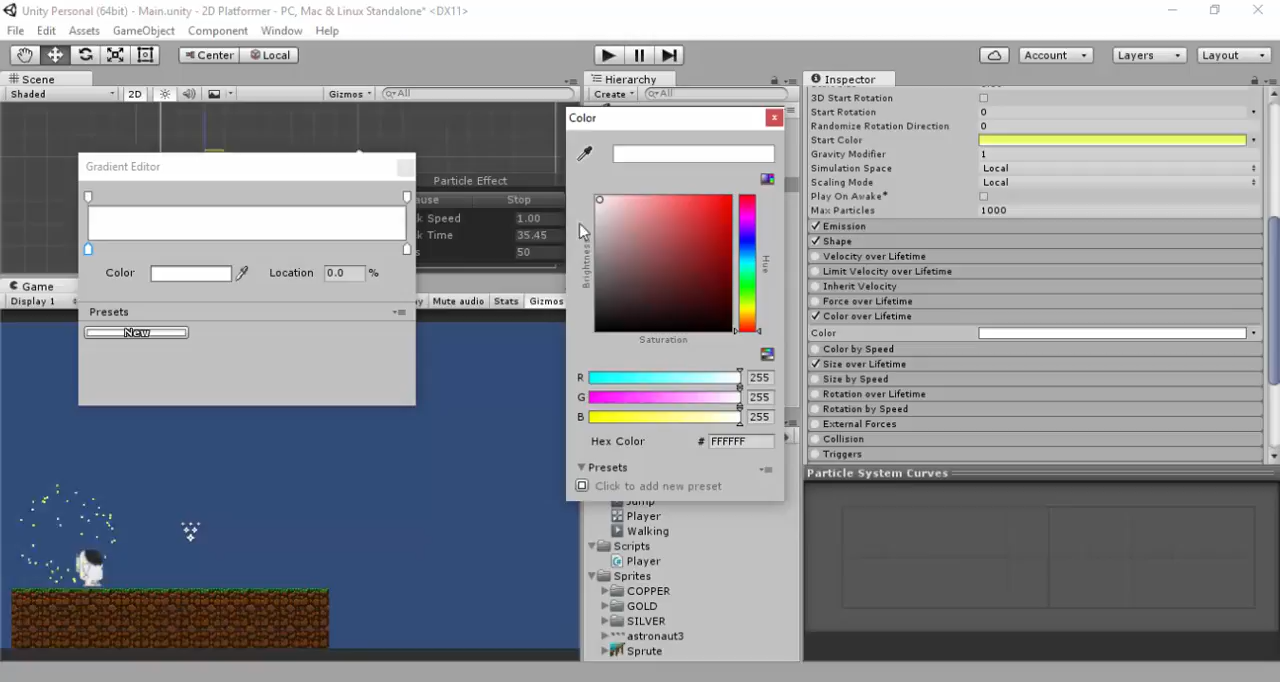 Unity Personal (64bit) - Main.unity - 2D Platformer - PC, Mac & Linux Standalone* <DX11>
File Edit Assets GameObject Component Window Help
Center Local
Account Layers Layout
Scene
Shaded 2D Gizmos All
Hierarchy
Create All
Inspector
3D Start Rotation
Start Rotation 0
Randomize Rotation Direction 0
Start Color
Gravity Modifier 1
Simulation Space Local
Scaling Mode Local
Play On Awake*
Max Particles 1000
Emission
Shape
Velocity over Lifetime
Limit Velocity over Lifetime
Inherit Velocity
Force over Lifetime
Color over Lifetime
Color
Color by Speed
Size over Lifetime
Size by Speed
Rotation over Lifetime
Rotation by Speed
External Forces
Collision
Triggers
Particle System Curves
Gradient Editor
Color Location 0.0 %
Presets
New
Particle Effect
Stop
Speed 1.00
Time 35.45
50
Game
Display 1 Mute audio Stats Gizmos
Color
Brightness
Hue
Saturation
R 255
G 255
B 255
Hex Color # FFFFFF
Presets
Click to add new preset
Jump
Player
Walking
Scripts
Player
Sprites
COPPER
GOLD
SILVER
astronaut3
Sprute